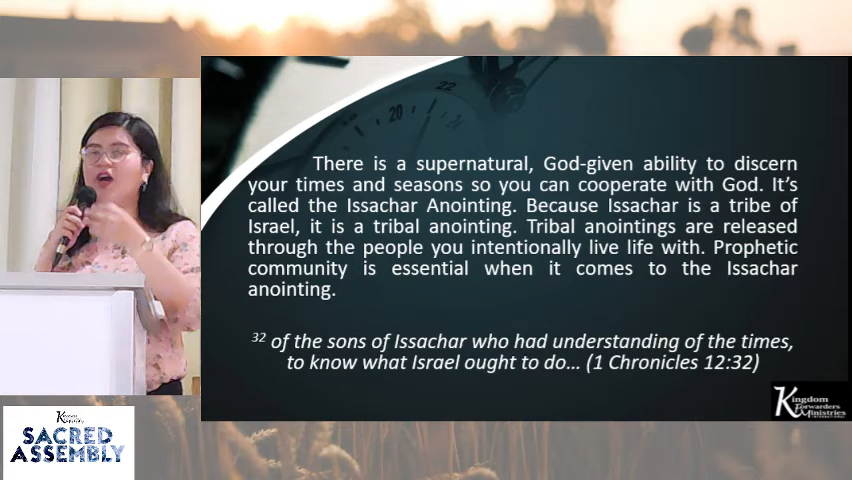 22
20
24
There is a supernatural, God-given ability to discern
your times and seasons so you can cooperate with God. It's
called the Issachar Anointing. Because Issachar is a tribe of
Israel, it is a tribal anointing. Tribal anointings are released
through the people you intentionally live life with. Prophetic
community is essential when it comes to the Issachar
anointing.
32 of the sons of Issachar who had understanding of the times,
to know what Israel ought to do… (1 Chronicles 12:32)
Kingdom
Forwarders
Ministries
INTERNATIONAL
SACRED
ASSEMBLY